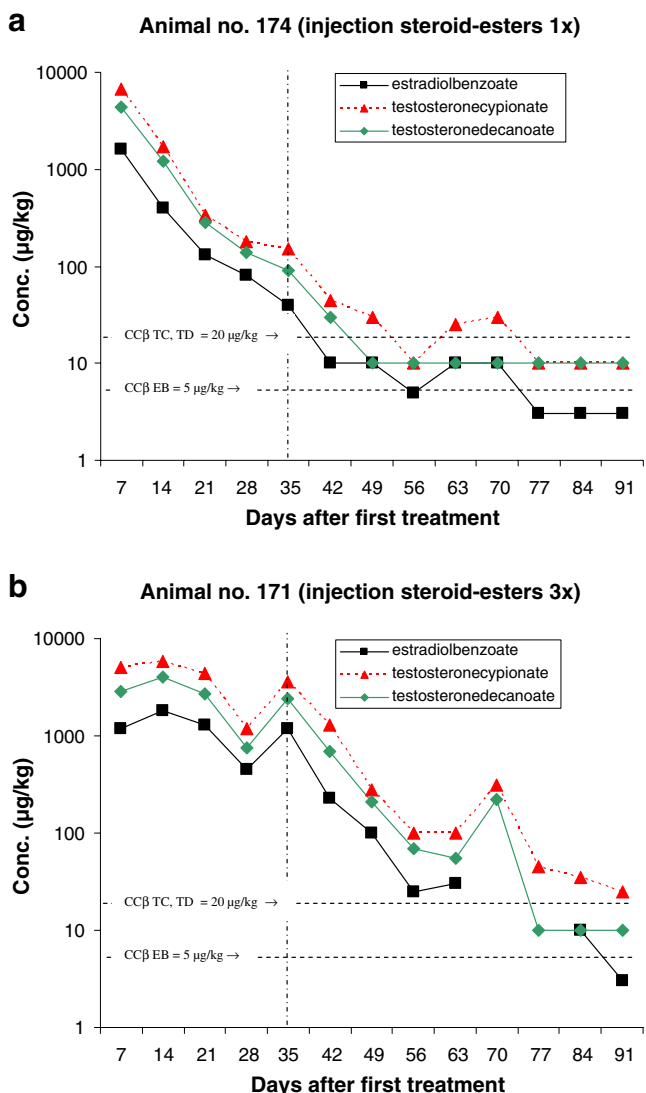 a
Animal no. 174 (injection steroid-esters 1x)
10000
1000
100
10
1
Conc. (µg/kg)
estradiolbenzoate
testosteronecypionate
testosteronedecanoate
CCβ TC, TD = 20 µg/kg →
CCβ EB = 5 µg/kg →
7 14 21 28 35 42 49 56 63 70 77 84 91
Days after first treatment
b
Animal no. 171 (injection steroid-esters 3x)
10000
1000
100
10
1
Conc. (µg/kg)
estradiolbenzoate
testosteronecypionate
testosteronedecanoate
CCβ TC, TD = 20 µg/kg →
CCβ EB = 5 µg/kg →
7 14 21 28 35 42 49 56 63 70 77 84 91
Days after first treatment